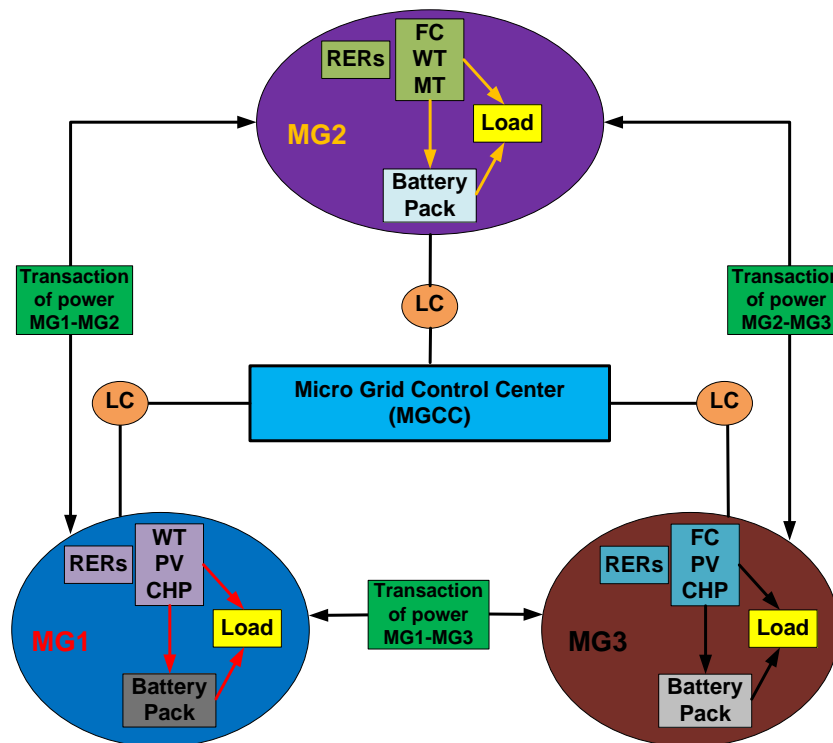 FC
WT
MT
RERs
MG2
Load
Battery
Pack
Transaction
of power
MG1-MG2
LC
Transaction
of power
MG2-MG3
Micro Grid Control Center
(MGCC)
LC
LC
WT
PV
CHP
RERs
MG1
Load
Battery
Pack
Transaction
of power
MG1-MG3
FC
PV
CHP
RERs
MG3
Load
Battery
Pack